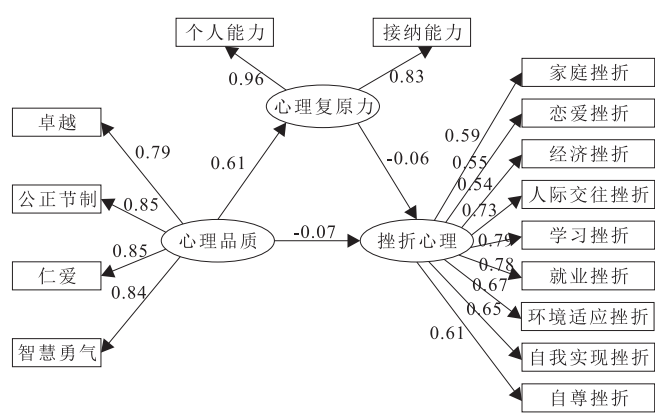 个人能力
接纳能力
0.96
0.83
心理复原力
家庭挫折
恋爱挫折
经济挫折
人际交往挫折
学习挫折
就业挫折
环境适应挫折
自我实现挫折
自尊挫折
卓越
公正节制
仁爱
智慧勇气
0.79
0.85
0.85
0.84
心理品质
0.61
-0.06
-0.07
挫折心理
0.59
0.55
0.54
0.73
0.79
0.78
0.67
0.65
0.61